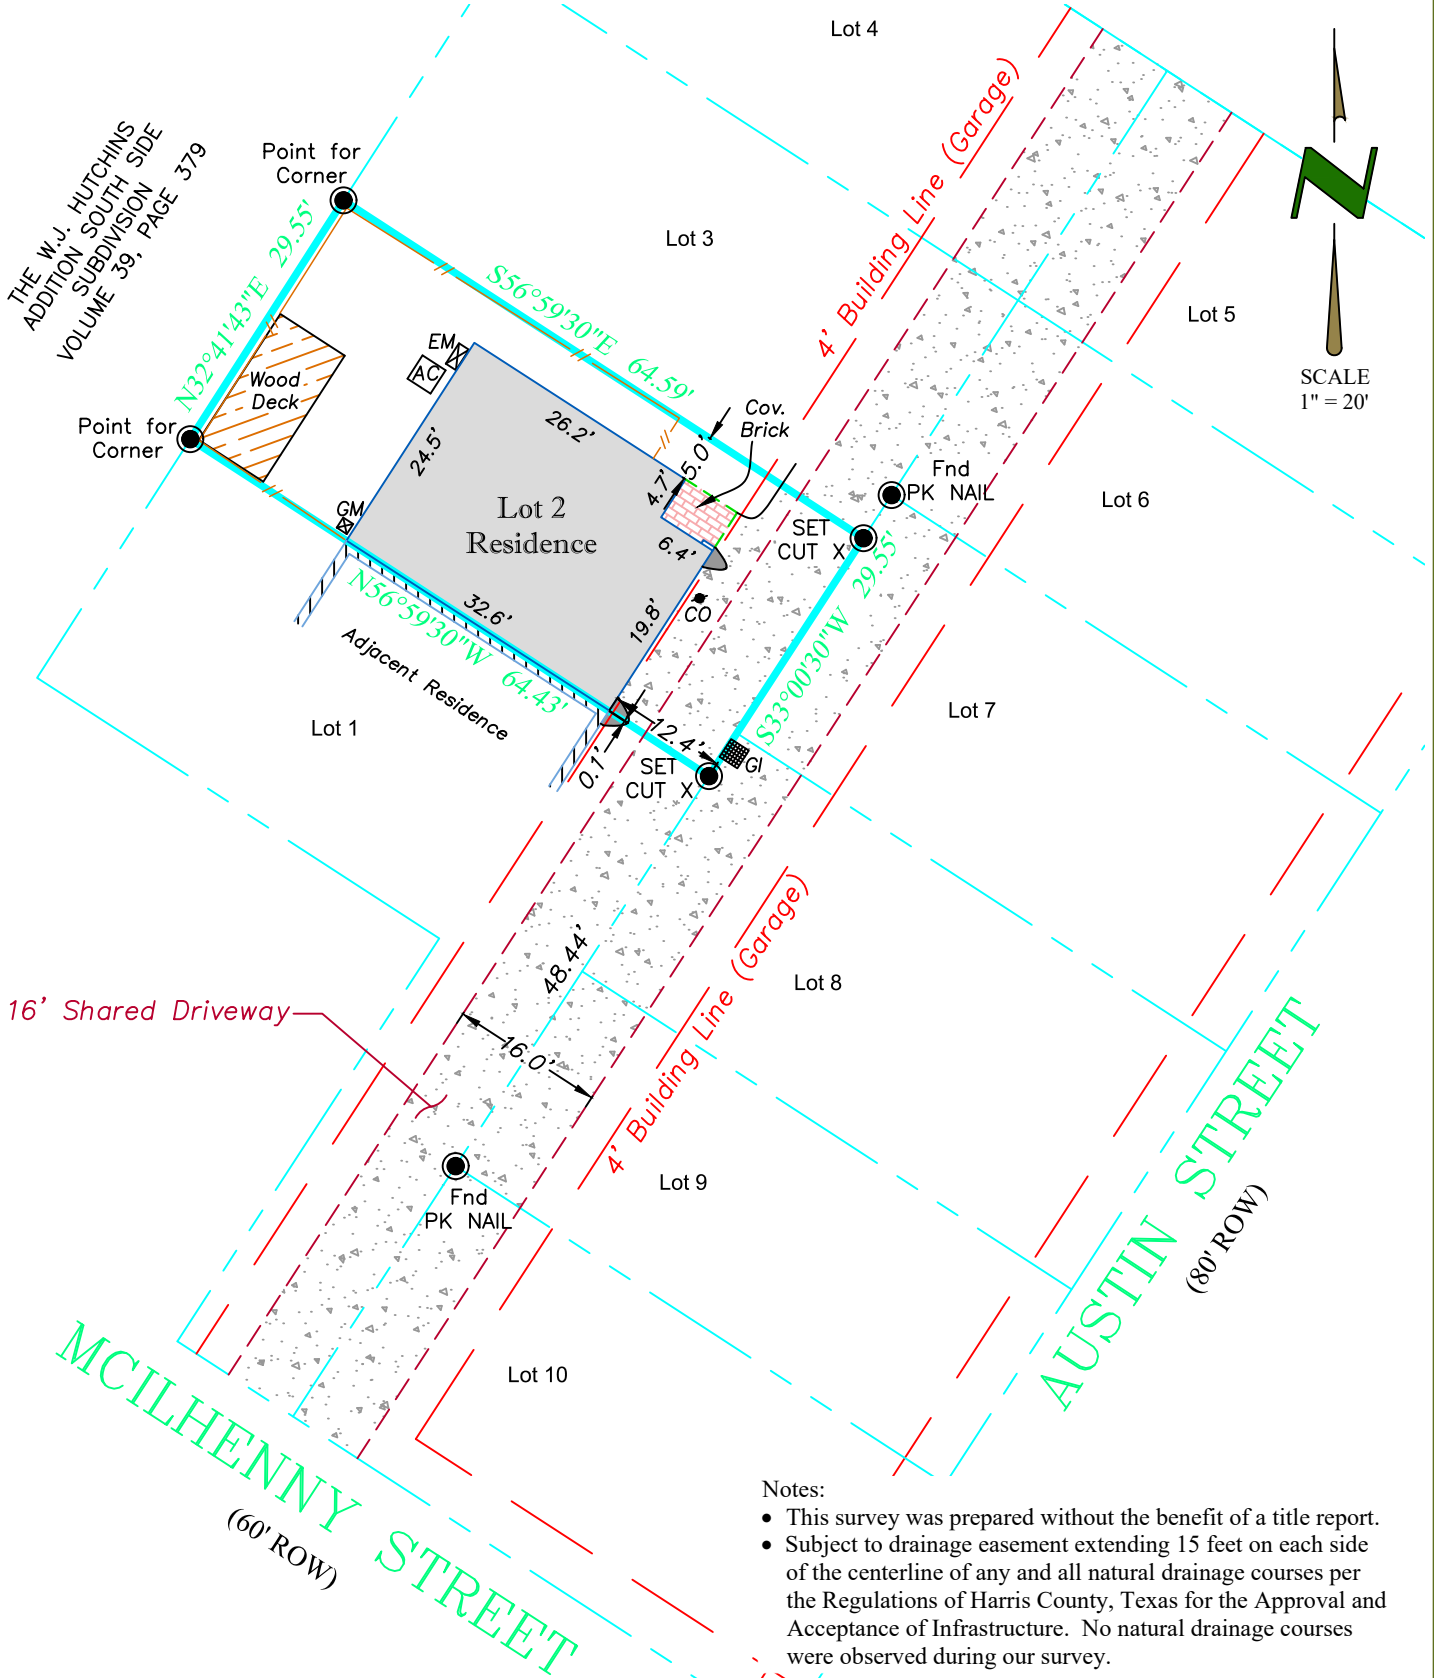 Lot 4
THE W.J. HUTCHINS
ADDITION SOUTH SIDE
SUBDIVISION
VOLUME 39, PAGE 379
Point for
Corner
N32°41'43"E 29.55'
Lot 3
S56°59'30"E 64.59'
4' Building Line (Garage)
Lot 5
SCALE
1" = 20'
EM
AC
Wood
Deck
Point for
Corner
26.2'
24.5'
Cov.
Brick
5.0'
4.7'
Fnd
PK NAIL
Lot 6
GM
Lot 2
Residence
SET
CUT X
6.4'
29.55'
S33°00'30"W
N56°59'30"W 64.43'
32.6'
19.8'
CO
Adjacent Residence
Lot 1
Lot 7
12.4'
0.1'
SET
CUT X
GI
48.44'
Lot 8
16' Shared Driveway
16.0'
4' Building Line (Garage)
Lot 9
Fnd
PK NAIL
AUSTIN STREET
(80' ROW)
Lot 10
MCILHENNY STREET
(60' ROW)
Notes:
• This survey was prepared without the benefit of a title report.
• Subject to drainage easement extending 15 feet on each side
of the centerline of any and all natural drainage courses per
the Regulations of Harris County, Texas for the Approval and
Acceptance of Infrastructure. No natural drainage courses
were observed during our survey.